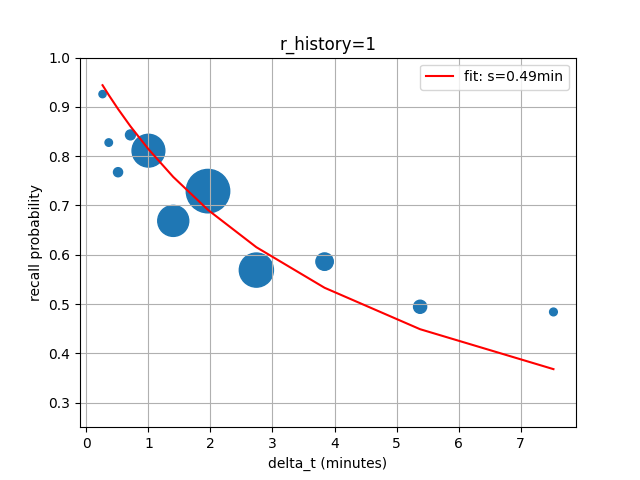 r_history=1
fit: s=0.49min
recall probability
1.0
0.9
0.8
0.7
0.6
0.5
0.4
0.3
0 1 2 3 4 5 6 7
delta_t (minutes)